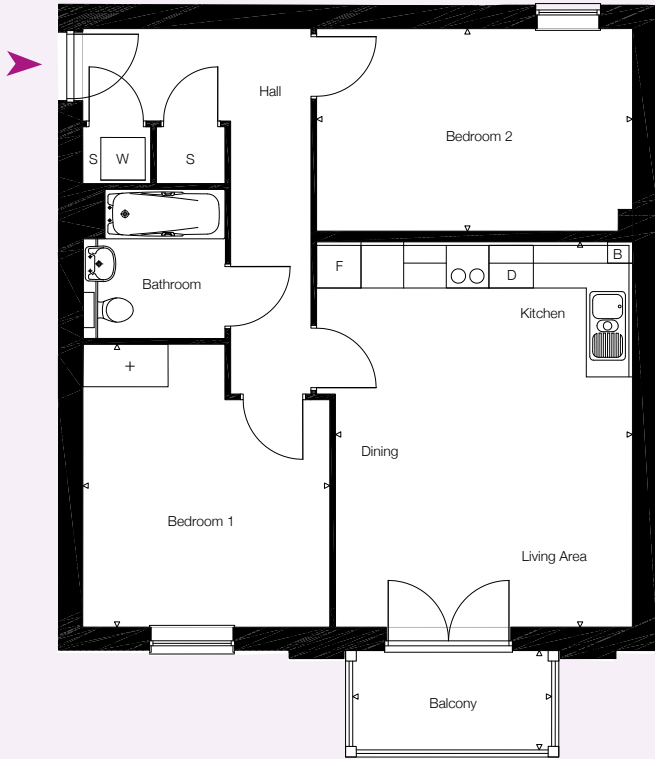 Hall
Bedroom 2
S
W
S
Bathroom
F
D
B
Kitchen
Dining
Bedroom 1
Living Area
Balcony